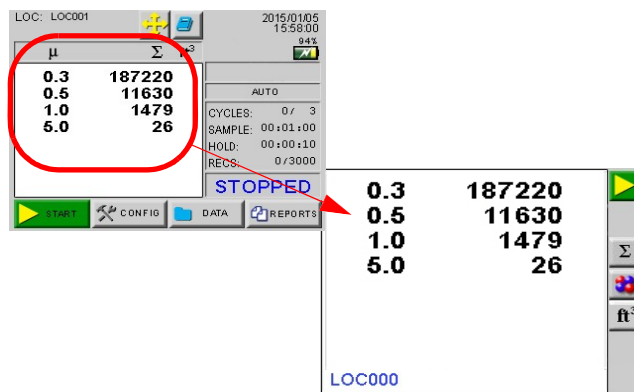 LOC: LOC001
2015/01/05
15:58:00
94%
μ Σ ft³
0.3 187220
0.5 11630
1.0 1479
5.0 26
AUTO
CYCLES: 0/ 3
SAMPLE: 00:01:00
HOLD: 00:00:10
RECS: 0/3000
STOPPED
START CONFIG DATA REPORTS
0.3 187220
0.5 11630
1.0 1479
5.0 26
Σ
ft³
LOC000